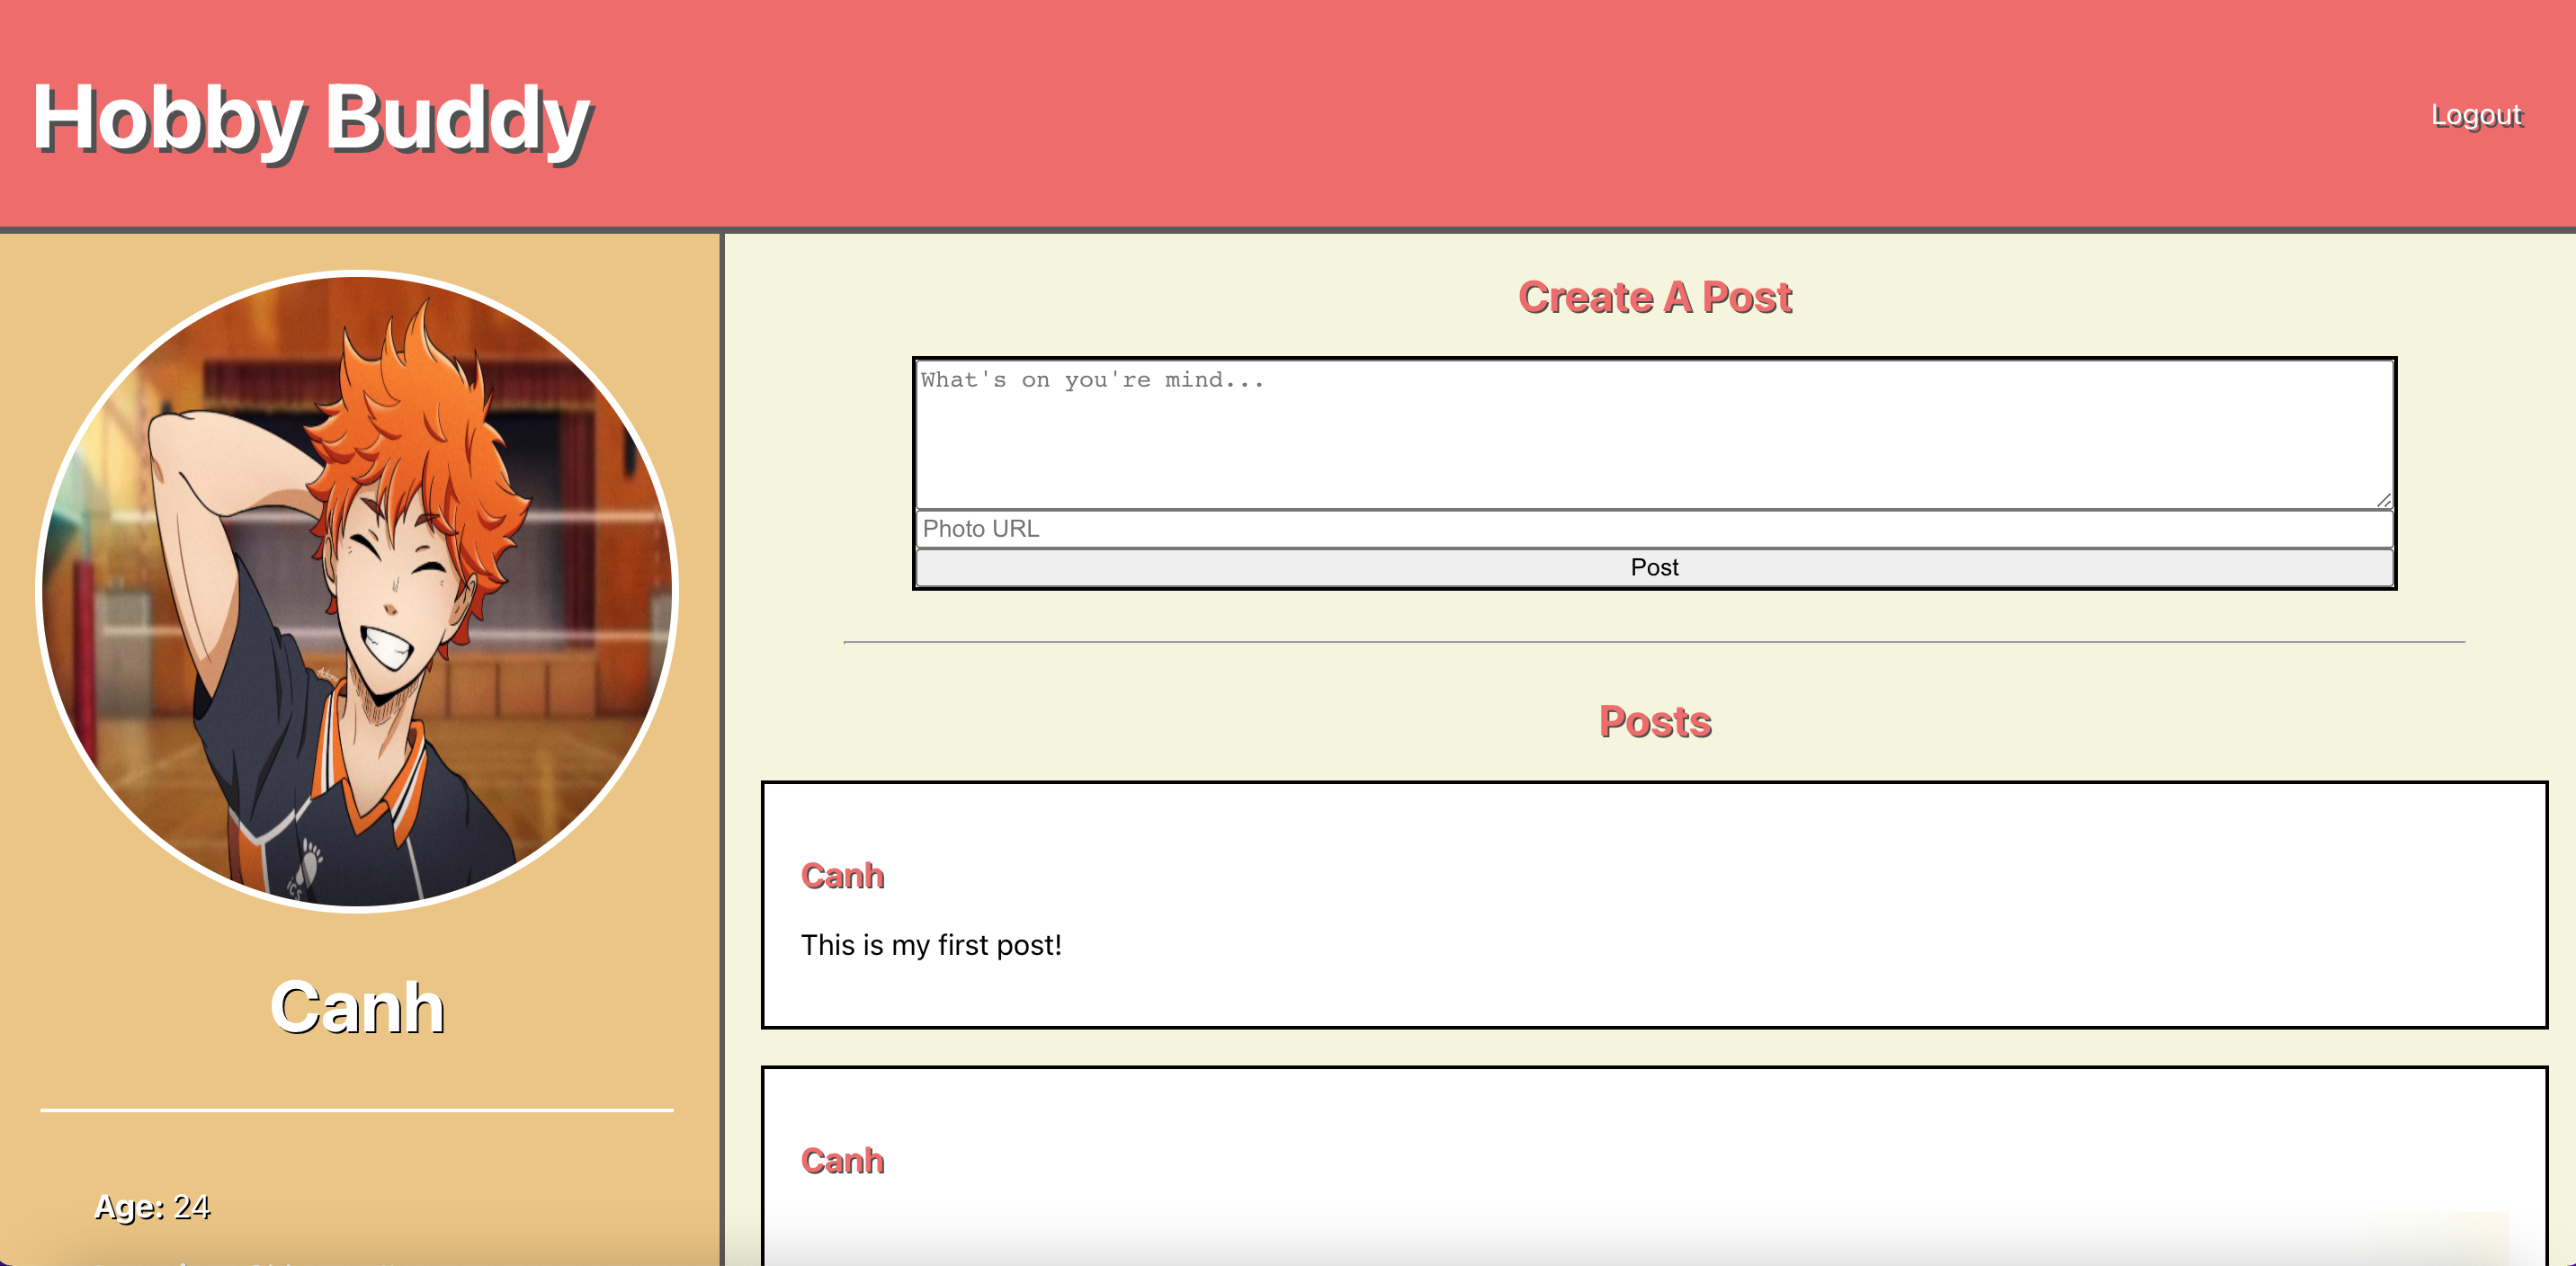 Hobby Buddy
Logout
Create A Post
What's on you're mind...
Photo URL
Post
Posts
Canh
This is my first post!
Canh
Canh
Age: 24